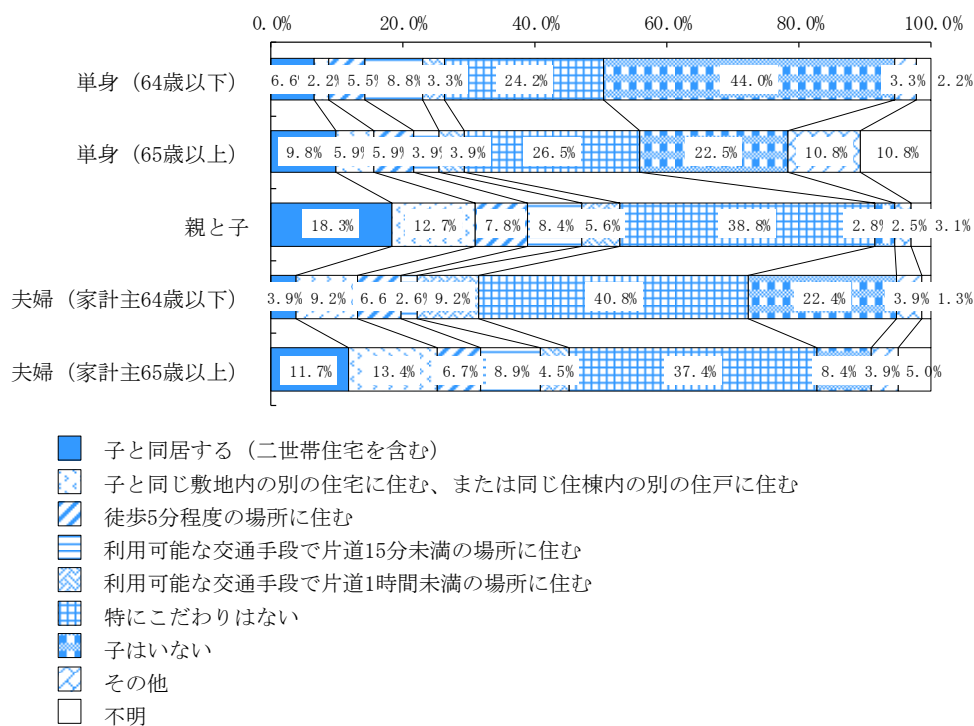 0.0% 20.0% 40.0% 60.0% 80.0% 100.0%
単身（64歳以下） 6.6% 2.2% 5.5% 8.8% 3.3% 24.2% 44.0% 3.3% 2.2%
単身（65歳以上） 9.8% 5.9% 5.9% 3.9% 3.9% 26.5% 22.5% 10.8% 10.8%
親と子 18.3% 12.7% 7.8% 8.4% 5.6% 38.8% 2.8% 2.5% 3.1%
夫婦（家計主64歳以下） 3.9% 9.2% 6.6 2.6% 9.2% 40.8% 22.4% 3.9% 1.3%
夫婦（家計主65歳以上） 11.7% 13.4% 6.7% 8.9% 4.5% 37.4% 8.4% 3.9% 5.0%
子と同居する（二世帯住宅を含む）
子と同じ敷地内の別の住宅に住む、または同じ住棟内の別の住戸に住む
徒歩5分程度の場所に住む
利用可能な交通手段で片道15分未満の場所に住む
利用可能な交通手段で片道1時間未満の場所に住む
特にこだわりはない
子はいない
その他
不明